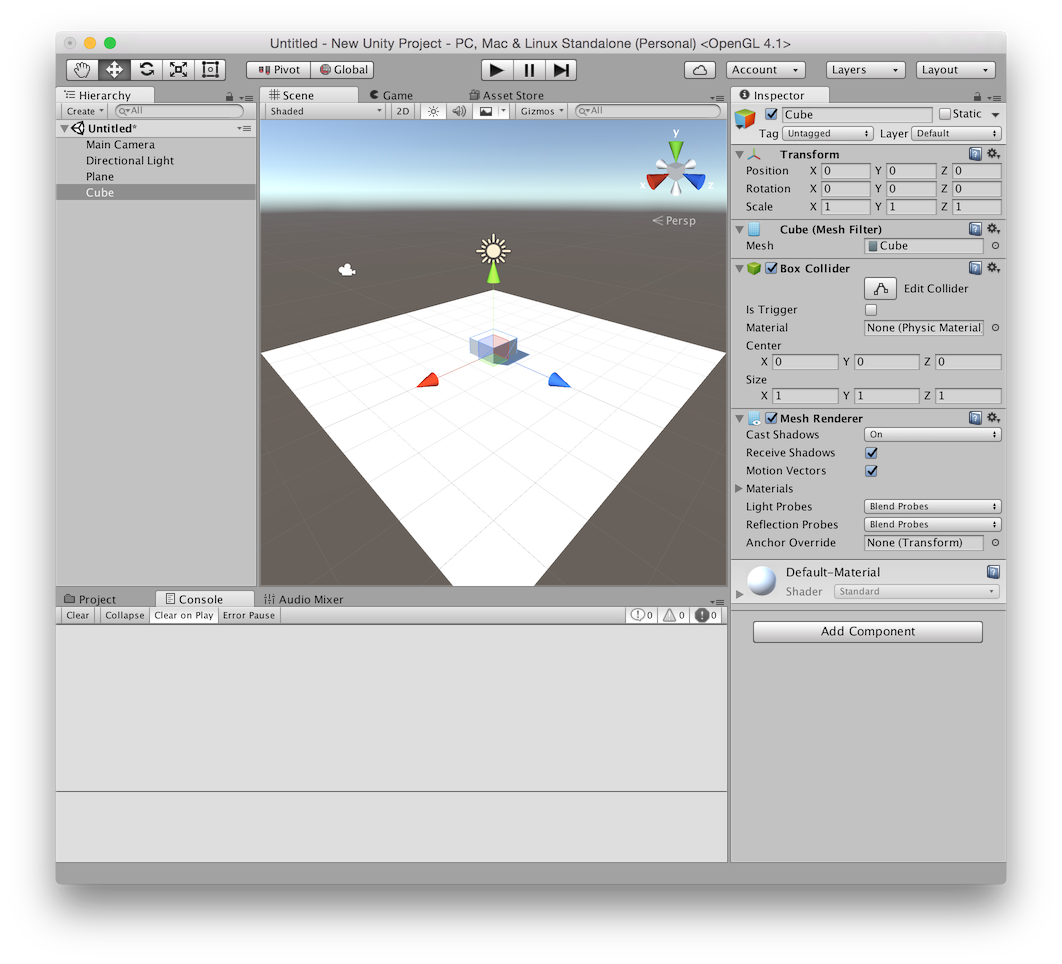 Untitled - New Unity Project - PC, Mac & Linux Standalone (Personal) <OpenGL 4.1>
Pivot Global Account Layers Layout
Hierarchy
Create All
Untitled*
Main Camera
Directional Light
Plane
Cube
Scene Game Asset Store
Shaded 2D Gizmos All
y
x z
Persp
Inspector
Cube Static
Tag Untagged Layer Default
Transform
Position X 0 Y 0 Z 0
Rotation X 0 Y 0 Z 0
Scale X 1 Y 1 Z 1
Cube (Mesh Filter)
Mesh Cube
Box Collider
Edit Collider
Is Trigger
Material None (Physic Material
Center
X 0 Y 0 Z 0
Size
X 1 Y 1 Z 1
Mesh Renderer
Cast Shadows On
Receive Shadows
Motion Vectors
Materials
Light Probes Blend Probes
Reflection Probes Blend Probes
Anchor Override None (Transform)
Default-Material
Shader Standard
Add Component
Project Console Audio Mixer
Clear Collapse Clear on Play Error Pause 0 0 0